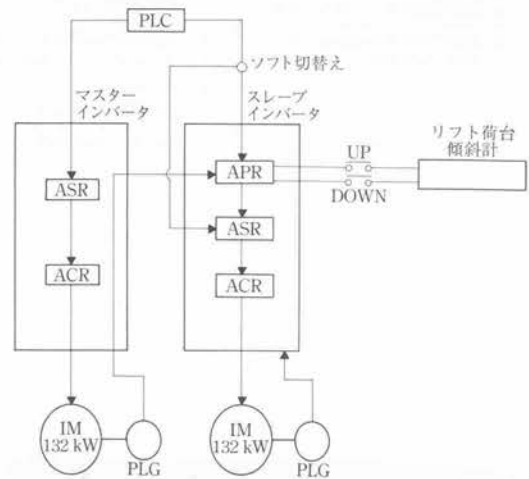 PLC
ソフト切替え
マスター
インバータ
スレーブ
インバータ
リフト荷台
傾斜計
UP
DOWN
APR
ASR
ASR
ACR
ACR
IM
132 kW
PLG
IM
132 kW
PLG